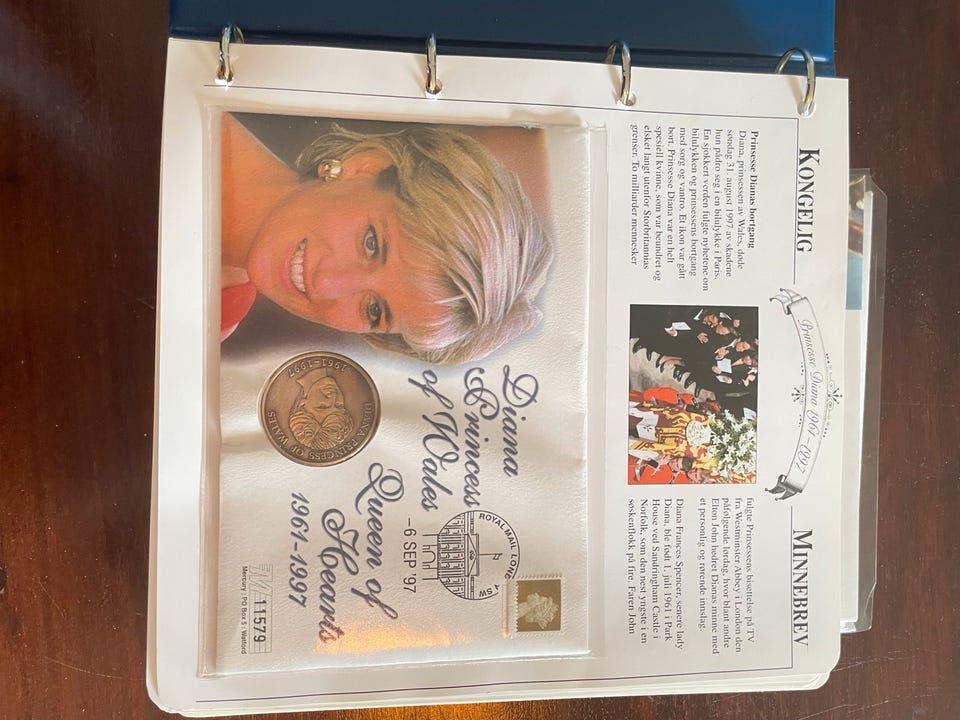 KONGELIG
MINNEBREV
Prinsesse Diana 1961–1997
Prinsesse Dianas bortgang
Diana, prinsessen av Wales, døde
søndag 31. august 1997 av skadene
hun pådro seg i en bilulykke i Paris.
En sjokkert verden fulgte nyhetene om
bilulykken og prinsessens bortgang
med sorg og vantro. Et ikon var gått
bort. Prinsesse Diana var en helt
spesiell kvinne, som var beundret og
elsket langt utenfor Storbritannias
grenser. To milliarder mennesker
fulgte Prinsessens bisettelse på TV
fra Westminster Abbey i London den
påfølgende lørdag, hvor blant andre
Elton John hedret Dianas minne med
et personlig og rørende innslag.
Diana Frances Spencer, senere lady
Diana, ble født 1. juli 1961 i Park
House ved Sandringham Castle i
Norfolk, som den nest yngste i en
søskenflokk på fire. Faren John
Diana
Princess
of Wales
Queen of
Hearts
1961-1997
ROYAL MAIL LOND
SW
-6 SEP '97
DIANA PRINCESS OF WALES
1961-1997
11579
Mercury : PO Box 5 : Watford